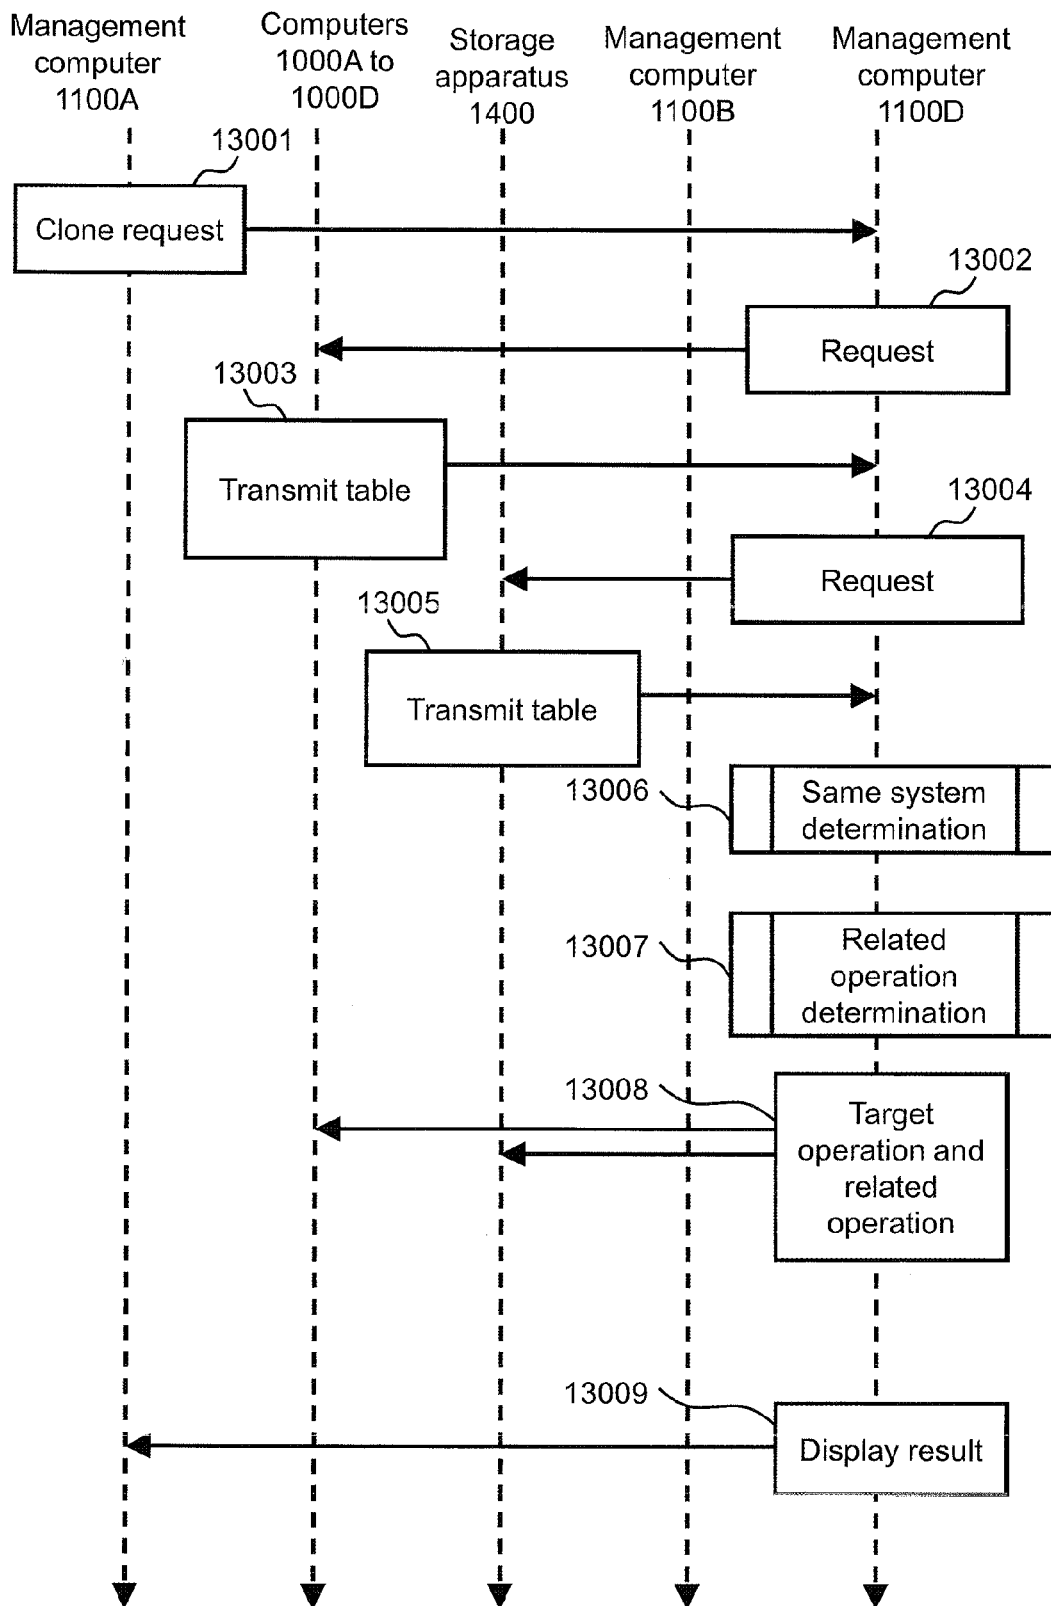 Management
computer
1100A
Computers
1000A to
1000D
Storage
apparatus
1400
Management
computer
1100B
Management
computer
1100D
13001
Clone request
13002
Request
13003
Transmit table
13004
Request
13005
Transmit table
13006
Same system
determination
13007
Related
operation
determination
13008
Target
operation and
related
operation
13009
Display result